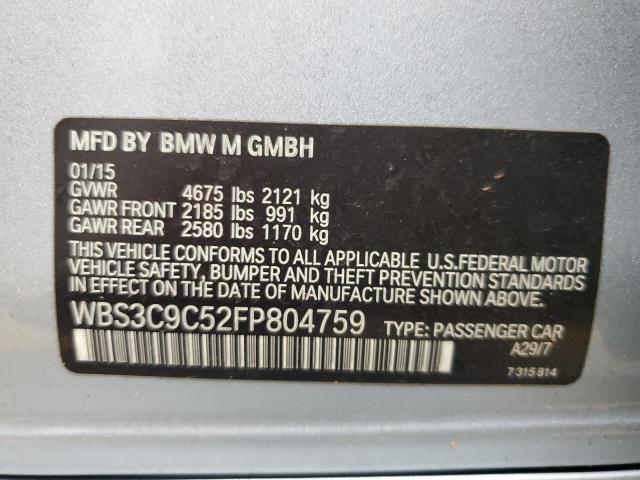 MFD BY BMW M GMBH
01/15
GVWR 4675 lbs 2121 kg
GAWR FRONT 2185 lbs 991 kg
GAWR REAR 2580 lbs 1170 kg
THIS VEHICLE CONFORMS TO ALL APPLICABLE U.S.FEDERAL MOTOR
VEHICLE SAFETY, BUMPER AND THEFT PREVENTION STANDARDS
IN EFFECT ON THE DATE OF MANUFACTURE SHOWN ABOVE.
WBS3C9C52FP804759 TYPE: PASSENGER CAR
A29/7
7 315 814